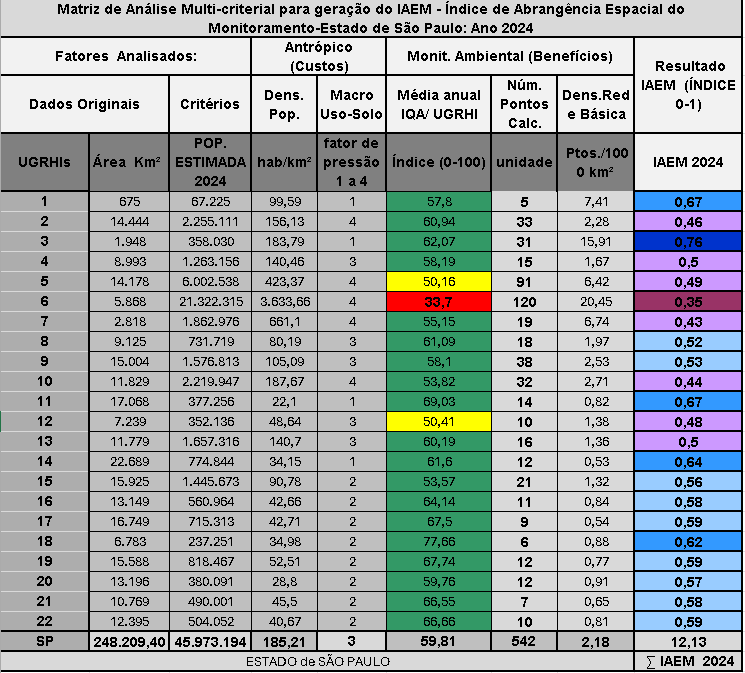 Matriz de Análise Multi-criterial para geração do IAEM - Índice de Abrangência Espacial do
Monitoramento-Estado de São Paulo: Ano 2024
Fatores Analisados: Antrópico (Custos) Monit. Ambiental (Benefícios) Resultado IAEM (ÍNDICE 0-1)
Dados Originais Critérios Dens. Pop. Macro Uso-Solo Média anual IQA/ UGRHI Núm. Pontos Calc. Dens.Red e Básica
UGRHIs Área Km² POP. ESTIMADA 2024 hab/km² fator de pressão 1 a 4 Índice (0-100) unidade Ptos./100 0 km² IAEM 2024
1 675 67.225 99,59 1 57,8 5 7,41 0,67
2 14.444 2.255.111 156,13 4 60,94 33 2,28 0,46
3 1.948 358.030 183,79 1 62,07 31 15,91 0,76
4 8.993 1.263.156 140,46 3 58,19 15 1,67 0,5
5 14.178 6.002.538 423,37 4 50,16 91 6,42 0,49
6 5.868 21.322.315 3.633,66 4 33,7 120 20,45 0,35
7 2.818 1.862.976 661,1 4 55,15 19 6,74 0,43
8 9.125 731.719 80,19 3 61,09 18 1,97 0,52
9 15.004 1.576.813 105,09 3 58,1 38 2,53 0,53
10 11.829 2.219.947 187,67 4 53,82 32 2,71 0,44
11 17.068 377.256 22,1 1 69,03 14 0,82 0,67
12 7.239 352.136 48,64 3 50,41 10 1,38 0,48
13 11.779 1.657.316 140,7 3 60,19 16 1,36 0,5
14 22.689 774.844 34,15 1 61,6 12 0,53 0,64
15 15.925 1.445.673 90,78 2 53,57 21 1,32 0,56
16 13.149 560.964 42,66 2 64,14 11 0,84 0,58
17 16.749 715.313 42,71 2 67,5 9 0,54 0,59
18 6.783 237.251 34,98 2 77,66 6 0,88 0,62
19 15.588 818.467 52,51 2 67,74 12 0,77 0,59
20 13.196 380.091 28,8 2 59,76 12 0,91 0,57
21 10.769 490.001 45,5 2 66,55 7 0,65 0,58
22 12.395 504.052 40,67 2 66,66 10 0,81 0,59
SP 248.209,40 45.973.194 185,21 3 59,81 542 2,18 12,13
ESTADO de SÃO PAULO ∑ IAEM 2024